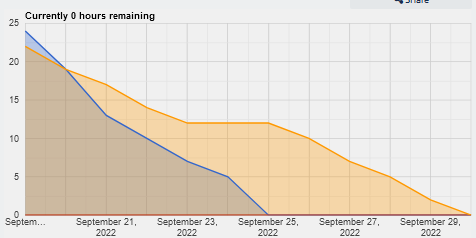 Share
Currently 0 hours remaining
25
20
15
10
5
0
Septem…
September 21,
2022
September 23,
2022
September 25,
2022
September 27,
2022
September 29,
2022